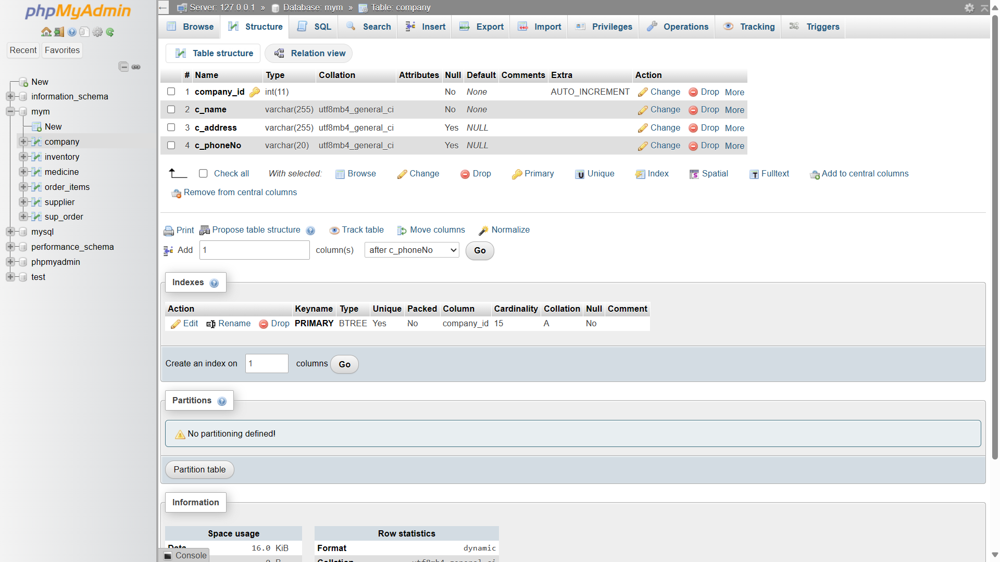 phpMyAdmin
Recent Favorites
New
information_schema
mym
New
company
inventory
medicine
order_items
supplier
sup_order
mysql
performance_schema
phpmyadmin
test
Server: 127.0.0.1 » Database: mym » Table: company
Browse Structure SQL Search Insert Export Import Privileges Operations Tracking Triggers
Table structure Relation view
# Name Type Collation Attributes Null Default Comments Extra Action
1 company_id int(11) No None AUTO_INCREMENT Change Drop More
2 c_name varchar(255) utf8mb4_general_ci No None Change Drop More
3 c_address varchar(255) utf8mb4_general_ci Yes NULL Change Drop More
4 c_phoneNo varchar(20) utf8mb4_general_ci Yes NULL Change Drop More
Check all With selected: Browse Change Drop Primary Unique Index Spatial Fulltext Add to central columns
Remove from central columns
Print Propose table structure Track table Move columns Normalize
Add 1 column(s) after c_phoneNo Go
Indexes
Action Keyname Type Unique Packed Column Cardinality Collation Null Comment
Edit Rename Drop PRIMARY BTREE Yes No company_id 15 A No
Create an index on 1 columns Go
Partitions
No partitioning defined!
Partition table
Information
Space usage Row statistics
Data 16.0 KiB Format dynamic
Console
Collation utf8mb4_general_ci